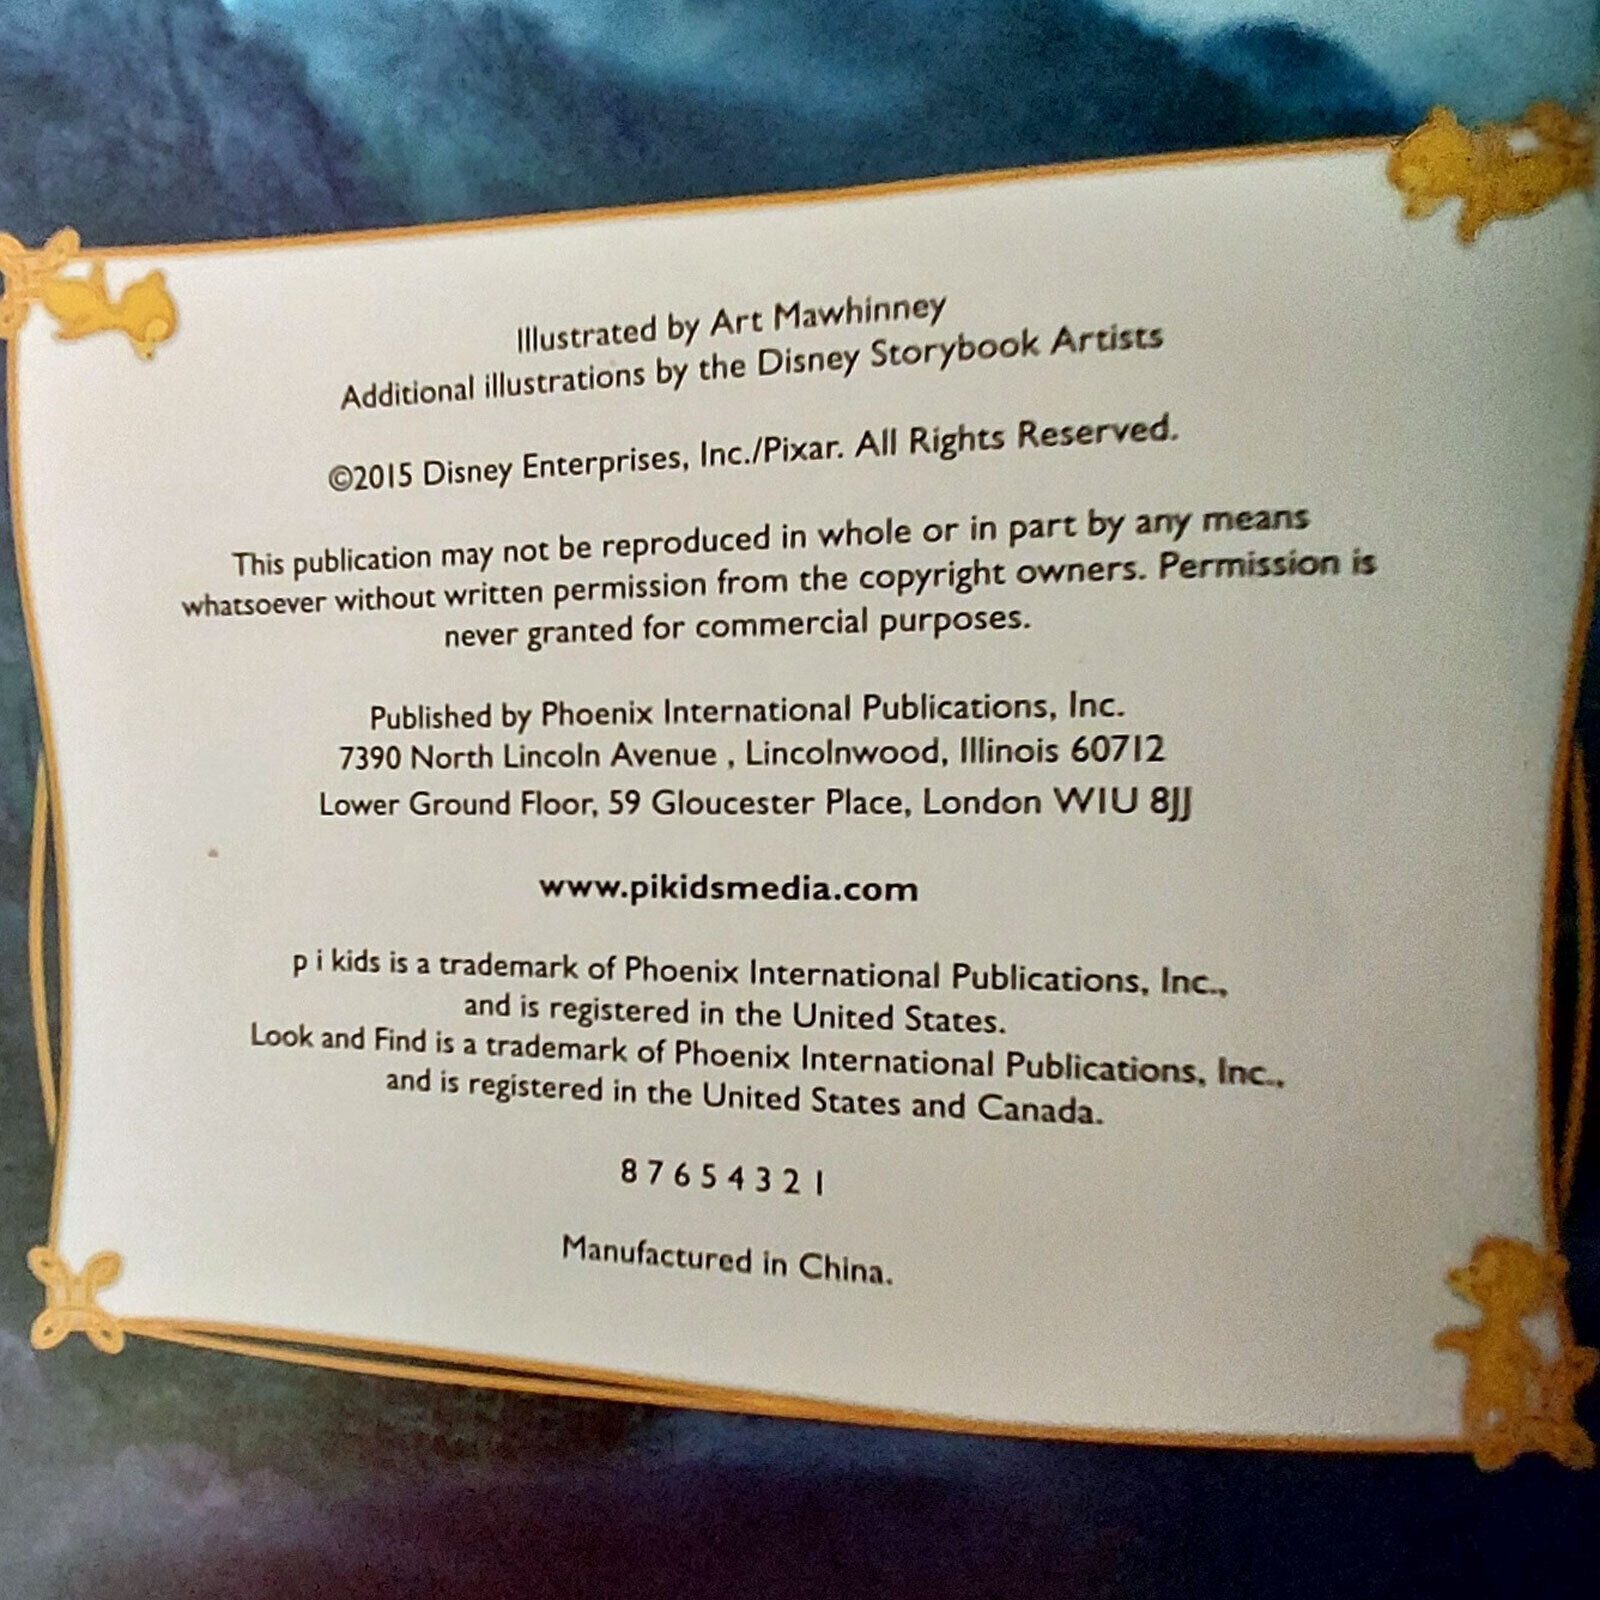 Illustrated by Art Mawhinney
Additional illustrations by the Disney Storybook Artists
©2015 Disney Enterprises, Inc./Pixar. All Rights Reserved.
This publication may not be reproduced in whole or in part by any means
whatsoever without written permission from the copyright owners. Permission is
never granted for commercial purposes.
Published by Phoenix International Publications, Inc.
7390 North Lincoln Avenue , Lincolnwood, Illinois 60712
Lower Ground Floor, 59 Gloucester Place, London W1U 8JJ
www.pikidsmedia.com
p i kids is a trademark of Phoenix International Publications, Inc.,
and is registered in the United States.
Look and Find is a trademark of Phoenix International Publications, Inc.,
and is registered in the United States and Canada.
8 7 6 5 4 3 2 1
Manufactured in China.